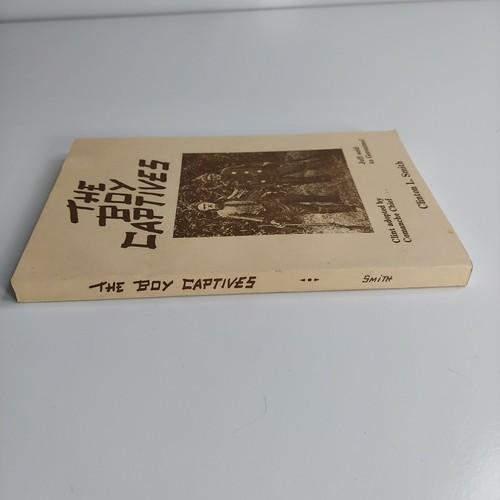 THE
BOY
CAPTIVES
Clint adopted by
Comanche Chief . . .
Jeff sold
to Geronimo!
Clinton L. Smith
THE BOY CAPTIVES
SMITH